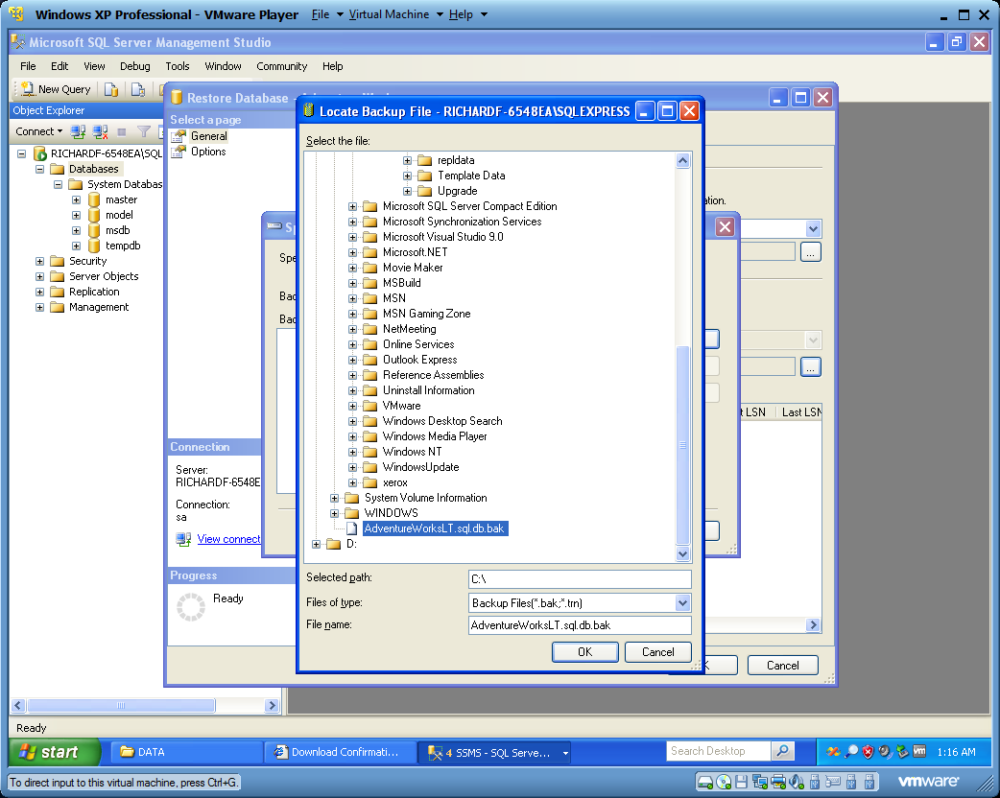 Windows XP Professional - VMware Player File Virtual Machine Help
Microsoft SQL Server Management Studio
File Edit View Debug Tools Window Community Help
New Query
Object Explorer
Connect
RICHARDF-6548EA\SQL
Databases
System Databas
master
model
msdb
tempdb
Security
Server Objects
Replication
Management
Restore Database -
Select a page
General
Options
Connection
Server:
RICHARDF-6548E
Connection:
sa
View connect
Progress
Ready
Locate Backup File - RICHARDF-6548EA\SQLEXPRESS
Select the file:
repldata
Template Data
Upgrade
Microsoft SQL Server Compact Edition
Microsoft Synchronization Services
Microsoft Visual Studio 9.0
Microsoft.NET
Movie Maker
MSBuild
MSN
MSN Gaming Zone
NetMeeting
Online Services
Outlook Express
Reference Assemblies
Uninstall Information
VMware
Windows Desktop Search
Windows Media Player
Windows NT
WindowsUpdate
xerox
System Volume Information
WINDOWS
AdventureWorksLT.sql.db.bak
D:
Selected path: C:\
Files of type: Backup Files(*.bak;*.trn)
File name: AdventureWorksLT.sql.db.bak
OK Cancel
Sp
Spe
Bac
Bac
ation.
...
...
t LSN Last LSN
K Cancel
Ready
start DATA Download Confirmati... 4 SSMS - SQL Serve... Search Desktop 1:16 AM
To direct input to this virtual machine, press Ctrl+G. vmware